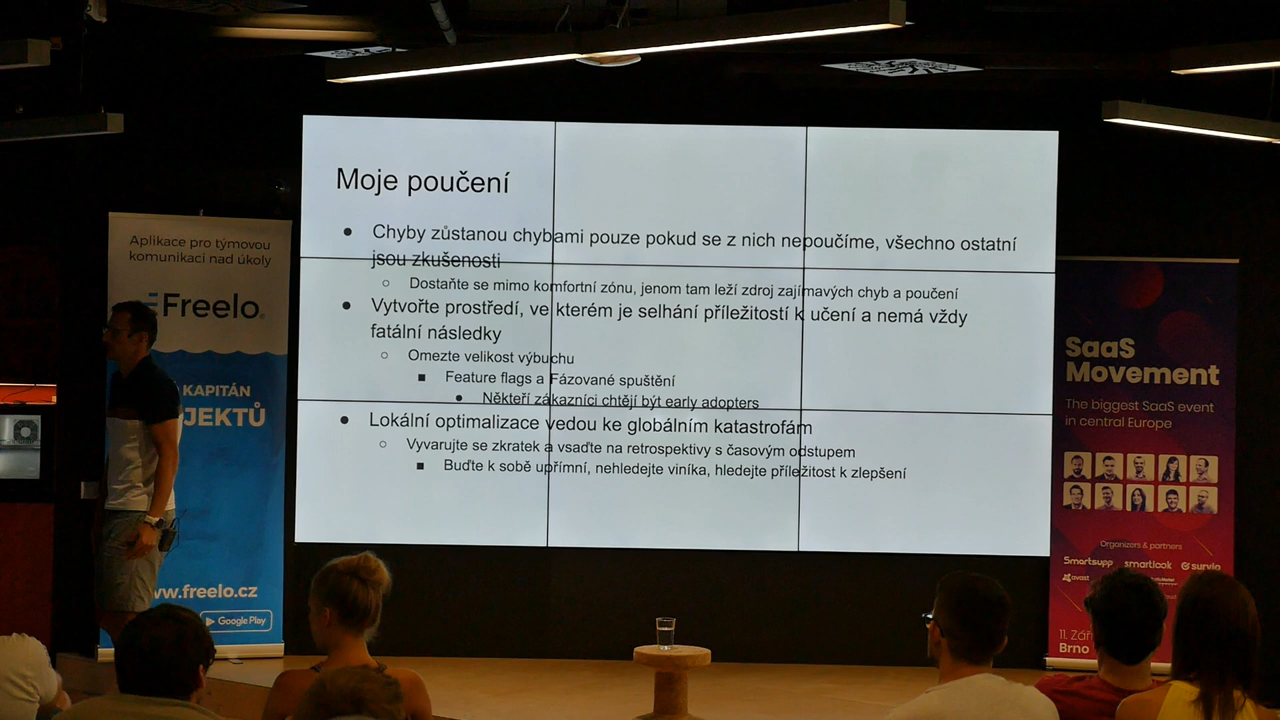 Moje poučení
Chyby zůstanou chybami pouze pokud se z nich nepoučíme, všechno ostatní
jsou zkušenosti
Dostaňte se mimo komfortní zónu, jenom tam leží zdroj zajímavých chyb a poučení
Vytvořte prostředí, ve kterém je selhání příležitostí k učení a nemá vždy
fatální následky
Omezte velikost výbuchu
Feature flags a Fázované spuštění
Někteří zákazníci chtějí být early adopters
Lokální optimalizace vedou ke globálním katastrofám
Vyvarujte se zkratek a vsaďte na retrospektivy s časovým odstupem
Buďte k sobě upřímní, nehledejte viníka, hledejte příležitost k zlepšení
Aplikace pro týmovou
komunikaci nad úkoly
Freelo
KAPITÁN
JEKTŮ
ww.freelo.cz
Google Play
SaaS
Movement
The biggest SaaS event
in central Europe
Organizers & partners
Smartsupp smartlook survio
avast
11. Zář
Brno